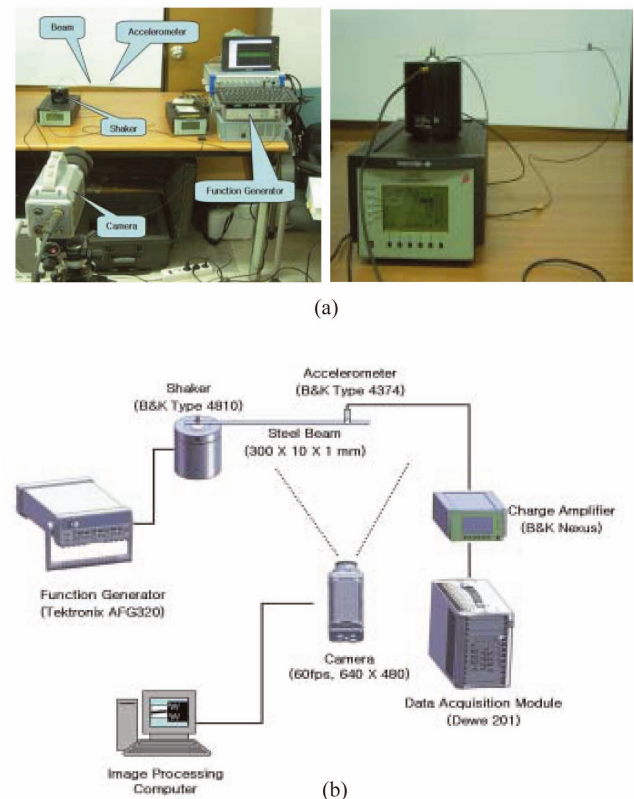 Beam
Accelerometer
Shaker
Function Generator
Camera
(a)
Accelerometer
(B&K Type 4374)
Shaker
(B&K Type 4810)
Steel Beam
(300 X 10 X 1 mm)
Charge Amplifier
(B&K Nexus)
Function Generator
(Tektronix AFG320)
Camera
(60fps, 640 X 480)
Data Acquisition Module
(Dewe 201)
Image Processing
Computer
(b)